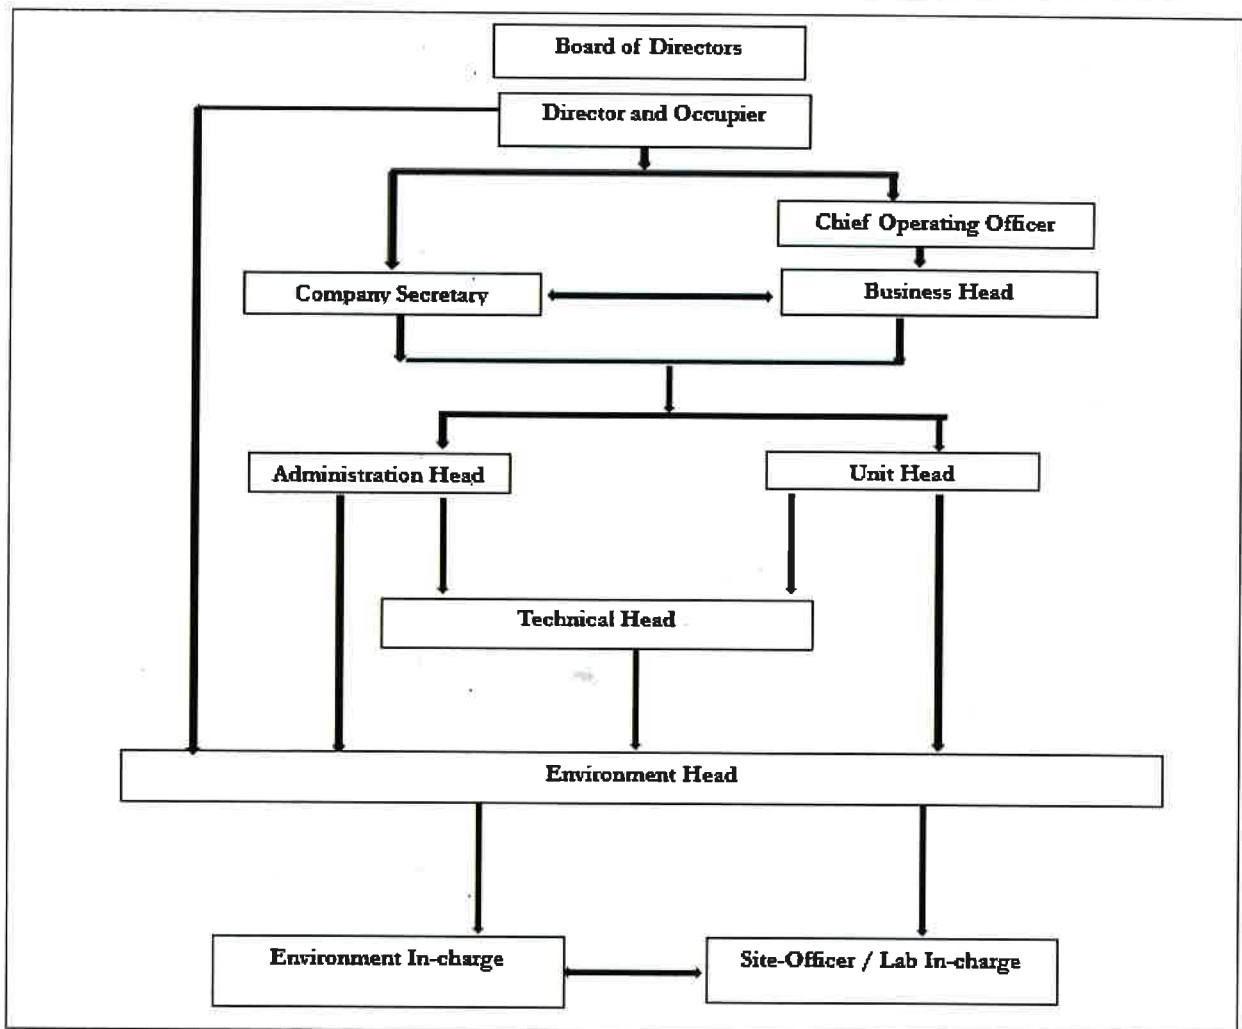 Board of Directors
Director and Occupier
Chief Operating Officer
Company Secretary
Business Head
Administration Head
Unit Head
Technical Head
Environment Head
Environment In-charge
Site-Officer / Lab In-charge